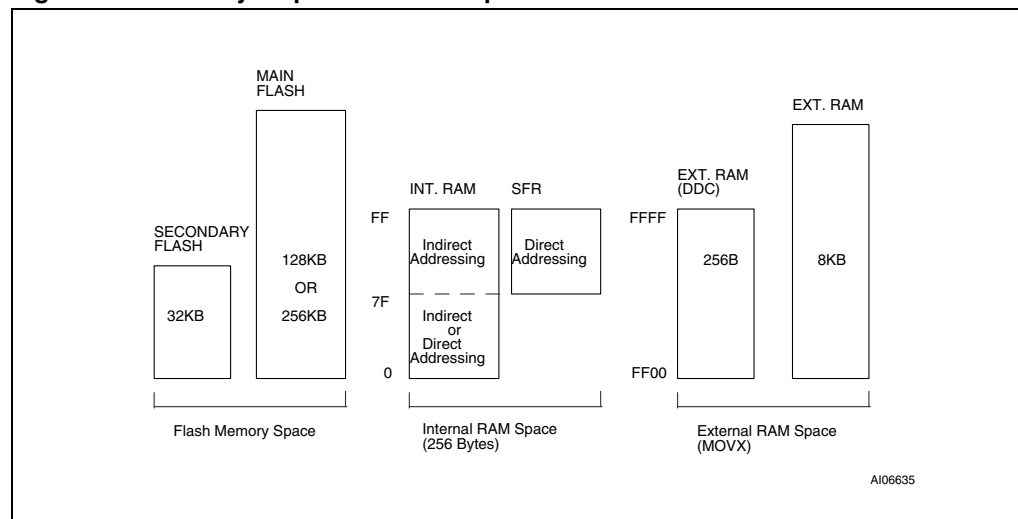 MAIN
FLASH
EXT. RAM
EXT. RAM
(DDC)
INT. RAM
SFR
FF
FFFF
SECONDARY
FLASH
Indirect
Addressing
Direct
Addressing
128KB
OR
256KB
256B
8KB
7F
32KB
Indirect
or
Direct
Addressing
0
FF00
Flash Memory Space
Internal RAM Space
(256 Bytes)
External RAM Space
(MOVX)
AI06635